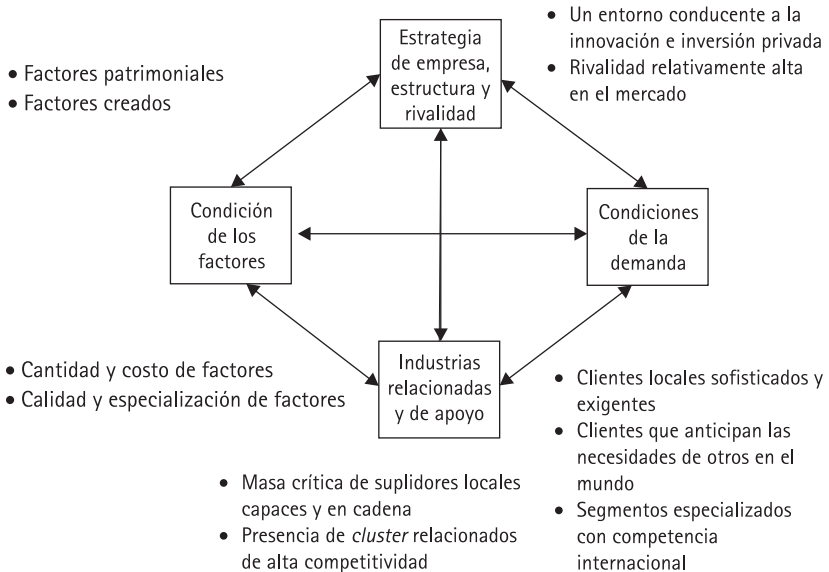 Estrategia
de empresa,
estructura y
rivalidad
• Un entorno conducente a la
innovación e inversión privada
• Rivalidad relativamente alta
en el mercado
• Factores patrimoniales
• Factores creados
Condición
de los
factores
Condiciones
de la
demanda
• Cantidad y costo de factores
• Calidad y especialización de factores
Industrias
relacionadas
y de apoyo
• Clientes locales sofisticados y
exigentes
• Clientes que anticipan las
necesidades de otros en el
mundo
• Segmentos especializados
con competencia
internacional
• Masa crítica de suplidores locales
capaces y en cadena
• Presencia de cluster relacionados
de alta competitividad